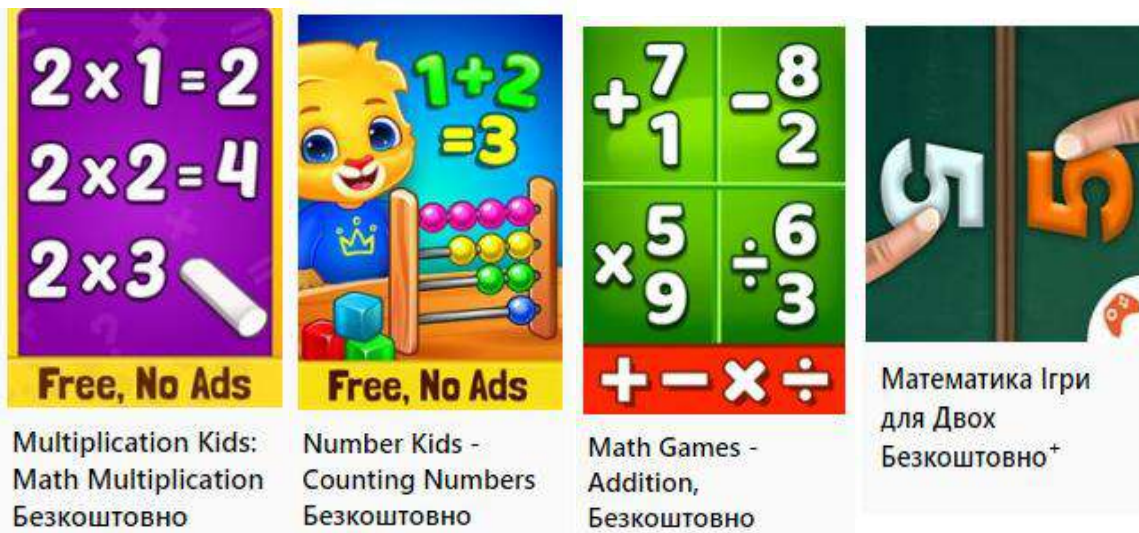 2 x 1 = 2
2 x 2 = 4
2 x 3
Free, No Ads
Multiplication Kids:
Math Multiplication
Безкоштовно
1+2
=3
Free, No Ads
Number Kids -
Counting Numbers
Безкоштовно
+ 7 1
- 8 2
x 5 9
÷ 6 3
+ - x ÷
Math Games -
Addition,
Безкоштовно
5 5
Математика Ігри
для Двох
Безкоштовно+